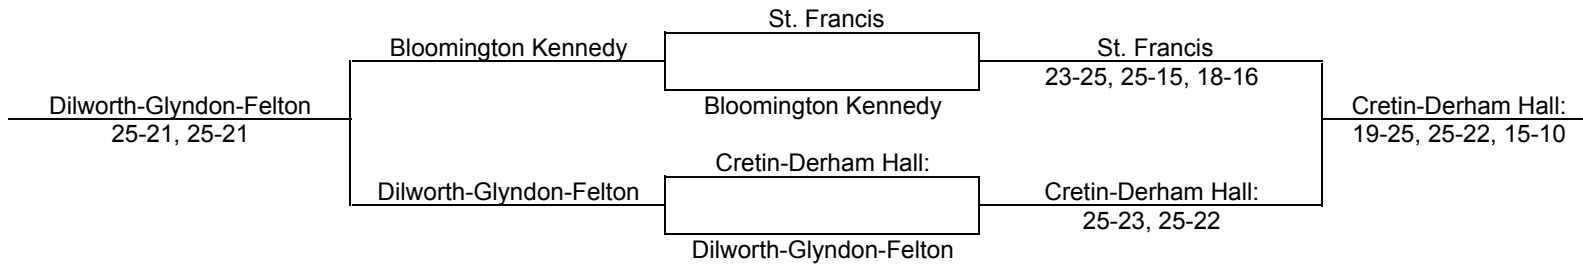 St. Francis
Bloomington Kennedy
St. Francis
23-25, 25-15, 18-16
Dilworth-Glyndon-Felton
25-21, 25-21
Bloomington Kennedy
Cretin-Derham Hall:
19-25, 25-22, 15-10
Cretin-Derham Hall:
Dilworth-Glyndon-Felton
Cretin-Derham Hall:
25-23, 25-22
Dilworth-Glyndon-Felton